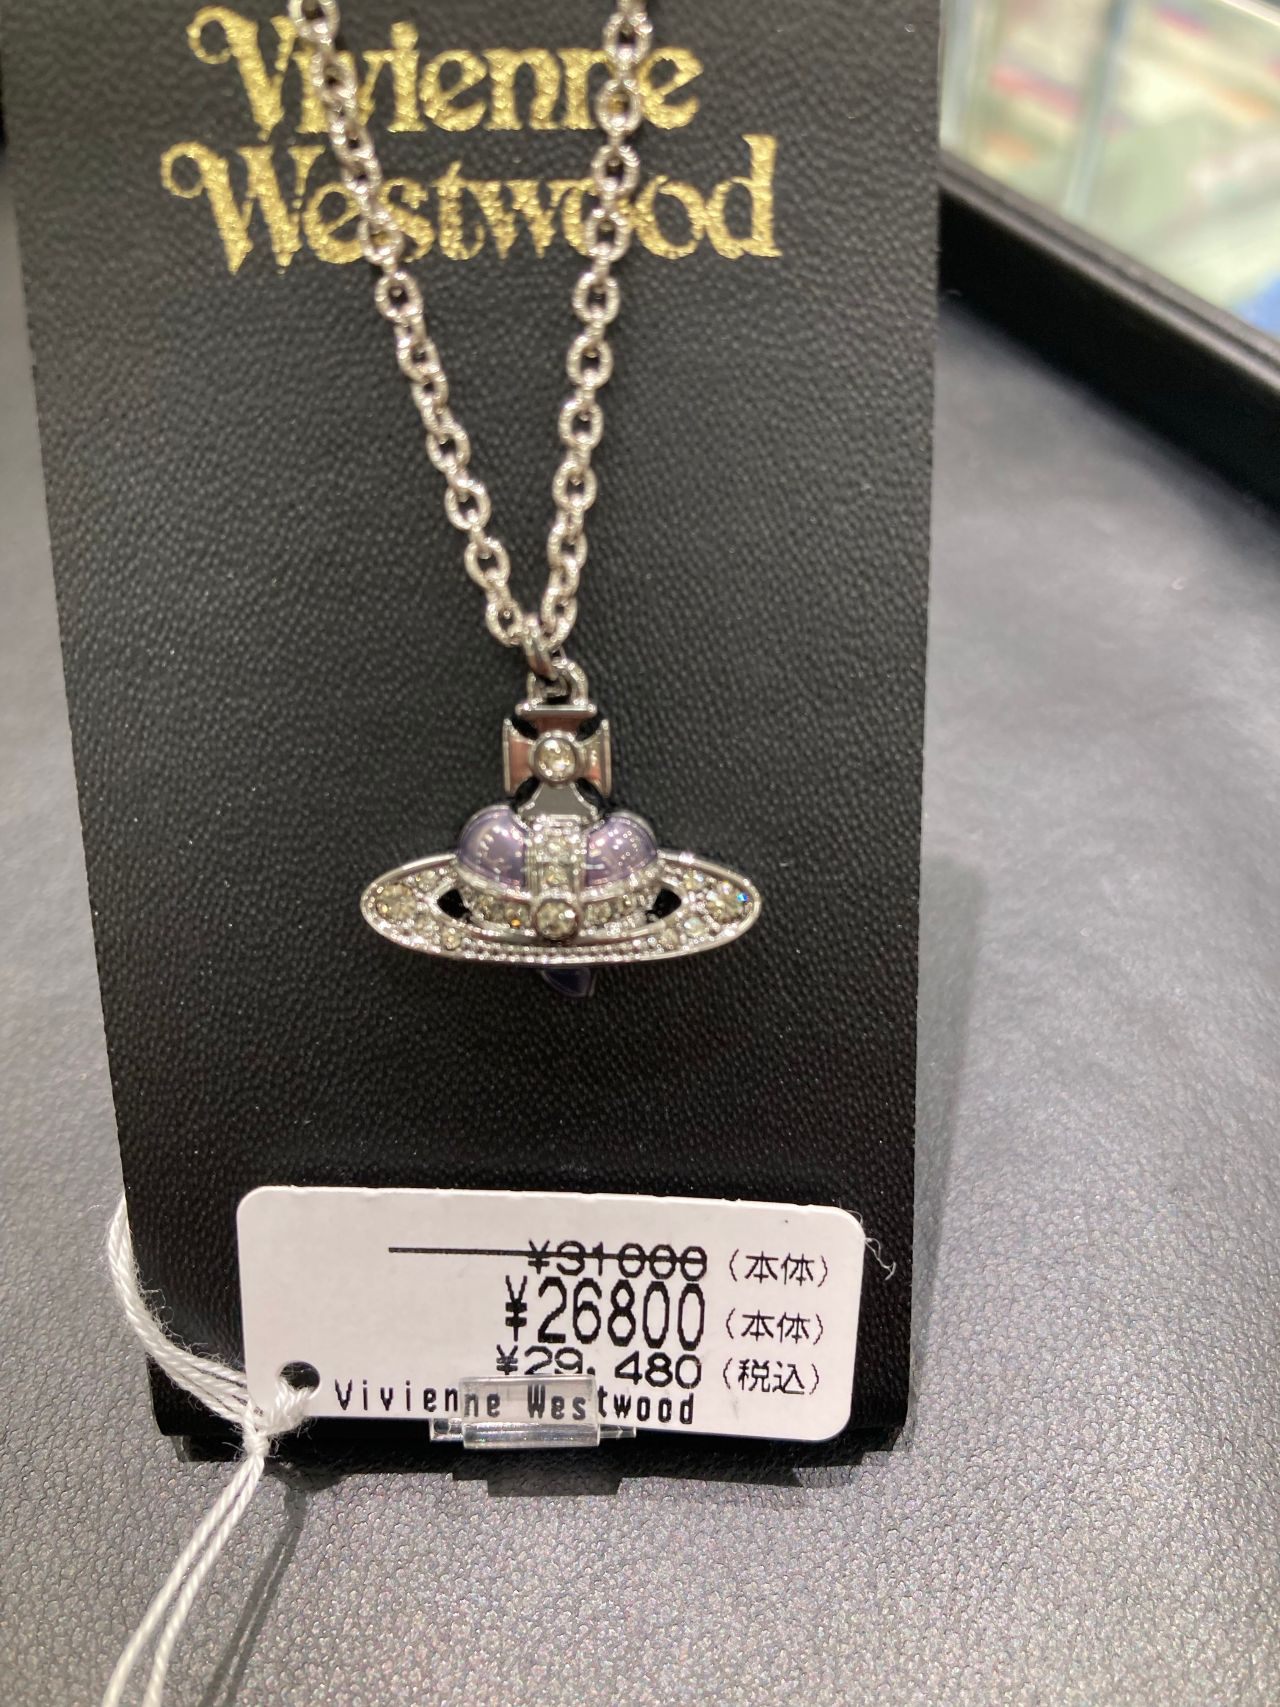 Vivienne
Westwood
¥31000 (本体)
¥26800 (本体)
¥29,480 (税込)
Vivienne Westwood